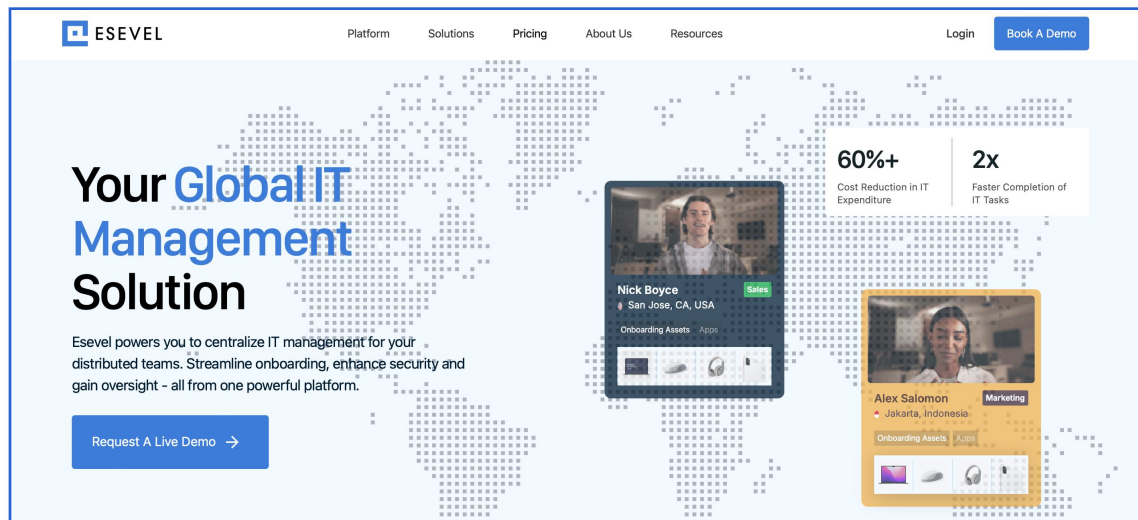 ESEVEL
Platform
Solutions
Pricing
About Us
Resources
Login
Book A Demo
Your Global IT
Management
Solution
Esevel powers you to centralize IT management for your
distributed teams. Streamline onboarding, enhance security and
gain oversight - all from one powerful platform.
Request A Live Demo →
60%+
Cost Reduction in IT
Expenditure
2x
Faster Completion of
IT Tasks
Nick Boyce
Sales
San Jose, CA, USA
Onboarding Assets
Apps
Alex Salomon
Marketing
Jakarta, Indonesia
Onboarding Assets
Apps